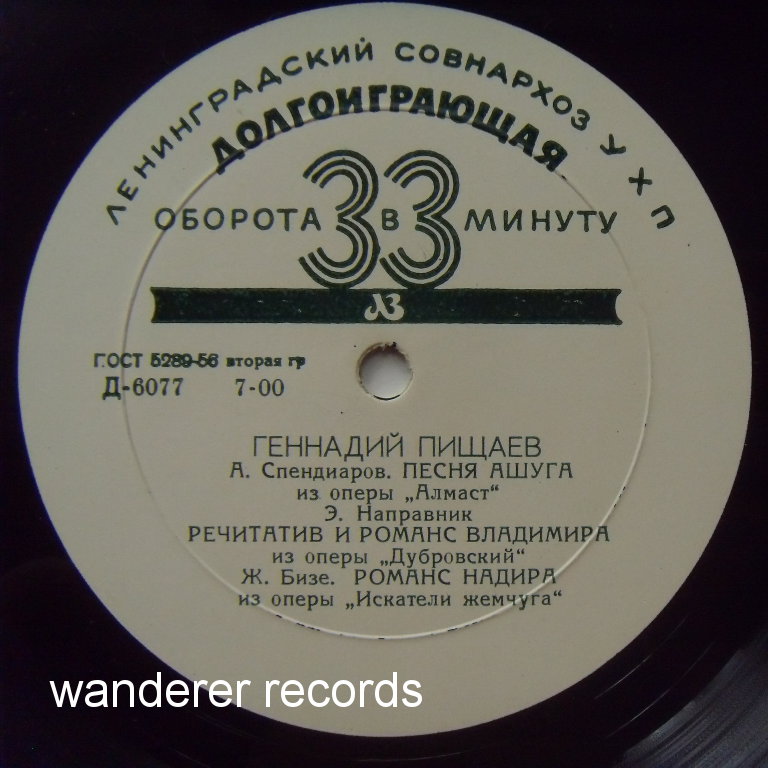 ЛЕНИНГРАДСКИЙ СОВНАРХОЗ УХП
ДОЛГОИГРАЮЩАЯ
ОБОРОТА 33 В МИНУТУ
ЛЗ
ГОСТ 5289-56 вторая гр
Д-6077 7-00
ГЕННАДИЙ ПИЩАЕВ
А. Спендиаров. ПЕСНЯ АШУГА
из оперы „Алмаст“
Э. Направник
РЕЧИТАТИВ И РОМАНС ВЛАДИМИРА
из оперы „Дубровский“
Ж. Бизе. РОМАНС НАДИРА
из оперы „Искатели жемчуга“
wanderer records